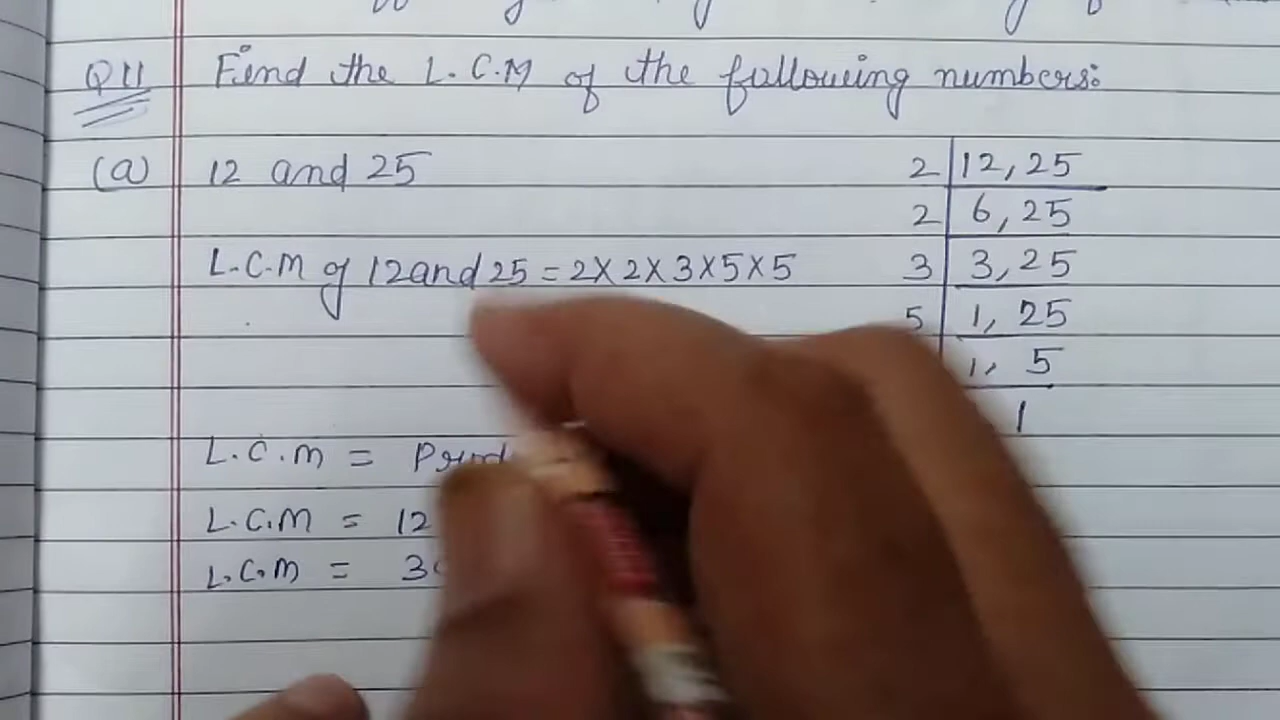 Q11 Find the L.C.M of the following numbers:
(a) 12 and 25
L.C.M of 12 and 25 = 2×2×3×5×5
2 | 12, 25
2 | 6, 25
3 | 3, 25
5 | 1, 25
1, 5
1
L.C.M =
L.C.M = 12
L.C.M =